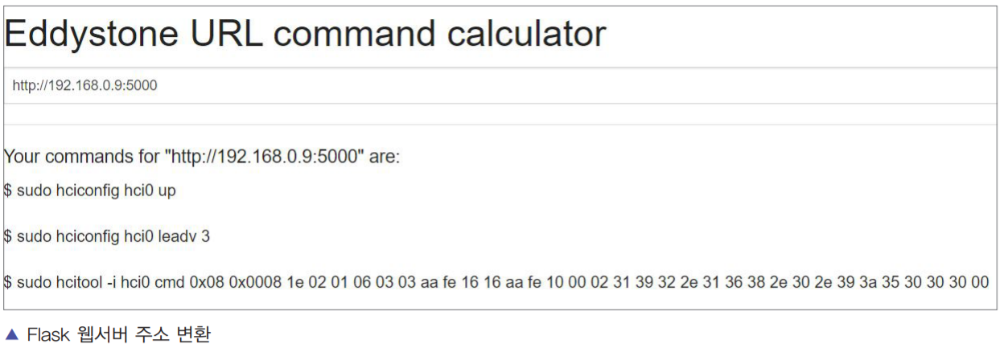 Eddystone URL command calculator
http://192.168.0.9:5000
Your commands for "http://192.168.0.9:5000" are:
$ sudo hciconfig hci0 up
$ sudo hciconfig hci0 leadv 3
$ sudo hcitool -i hci0 cmd 0x08 0x0008 1e 02 01 06 03 03 aa fe 16 16 aa fe 10 00 02 31 39 32 2e 31 36 38 2e 30 2e 39 3a 35 30 30 30 00
▲ Flask 웹서버 주소 변환